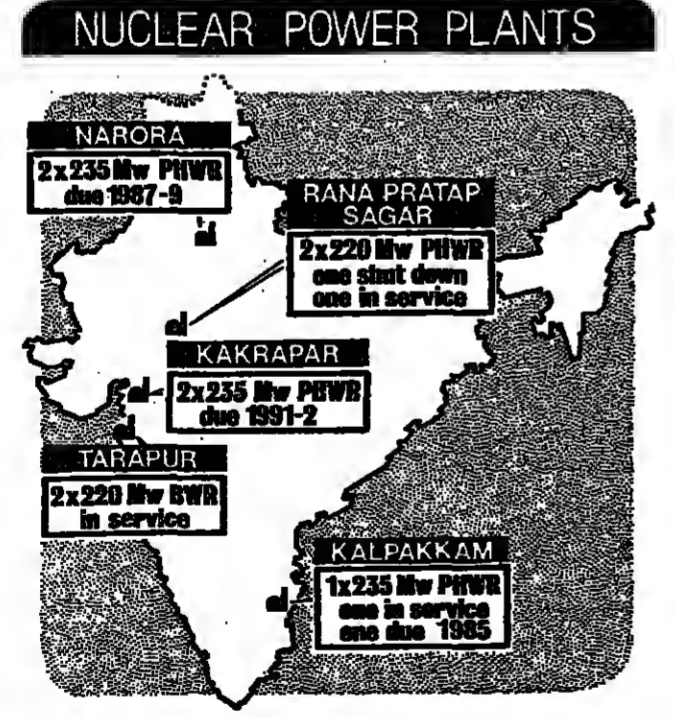 NUCLEAR POWER PLANTS
NARORA
2x235 Mw PHWR
due 1987-9
RANA PRATAP
SAGAR
2x220 Mw PHWR
one shut down
one in service
KAKRAPAR
2x235 Mw PHWR
due 1991-2
TARAPUR
2x220 Mw BWR
in service
KALPAKKAM
1x235 Mw PHWR
one in service
one due 1985